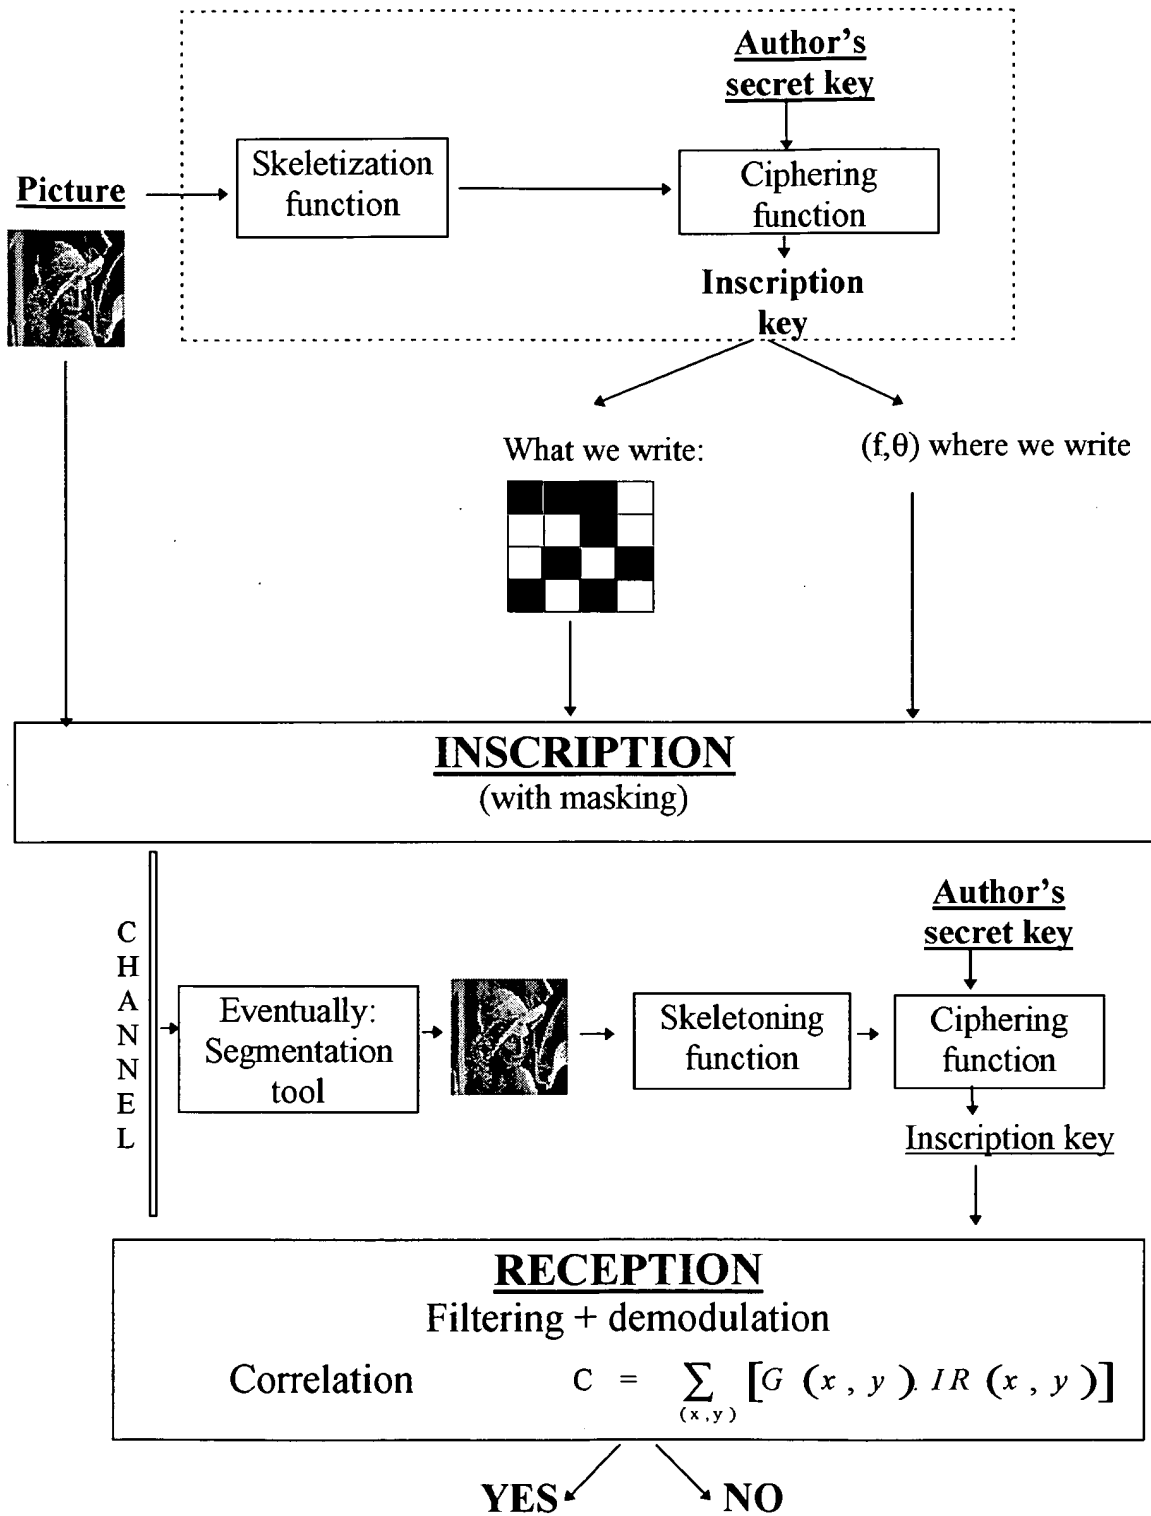 Author's
secret key
Skeletization
function
Ciphering
function
Picture
Inscription
key
What we write:
(f,θ) where we write
INSCRIPTION
(with masking)
Author's
secret key
CHANNEL
Eventually:
Segmentation
tool
Skeletoning
function
Ciphering
function
Inscription key
RECEPTION
Filtering + demodulation
Correlation C = ∑ [G (x , y). IR (x , y)]
(x,y)
YES NO